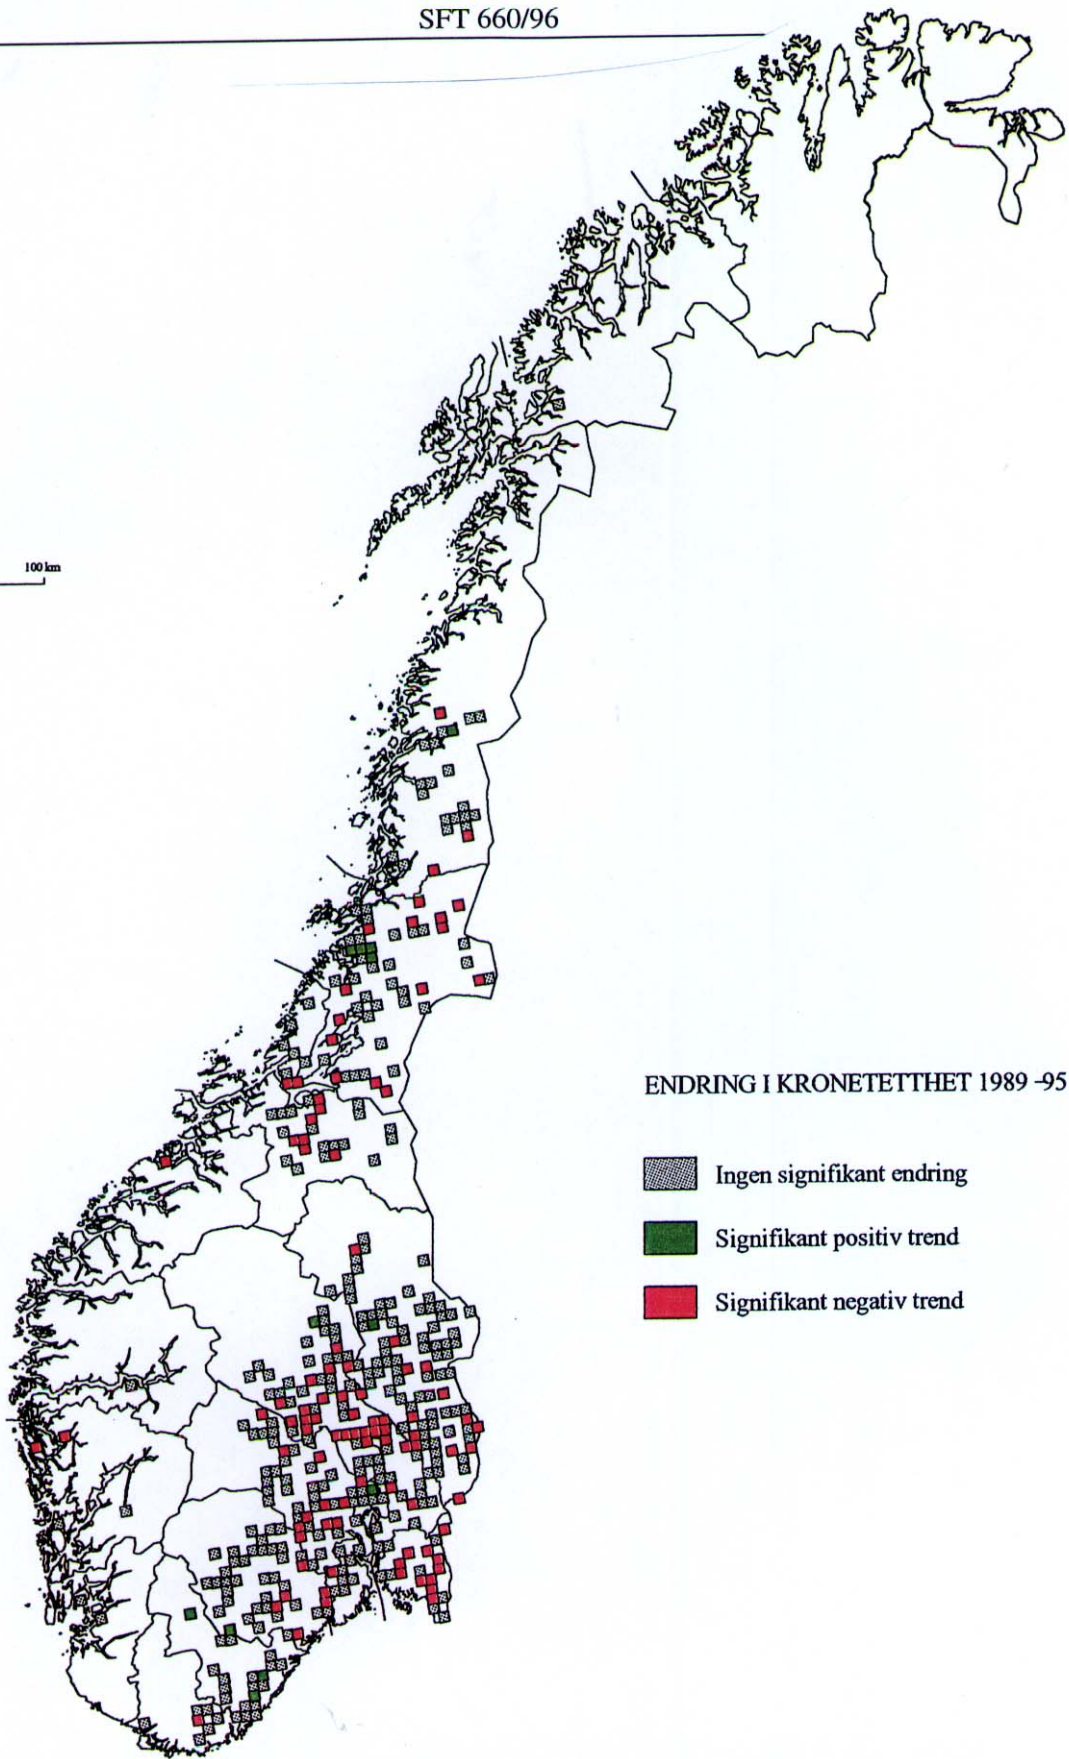 SFT 660/96
100 km
ENDRING I KRONETETTHET 1989 -95
Ingen signifikant endring
Signifikant positiv trend
Signifikant negativ trend